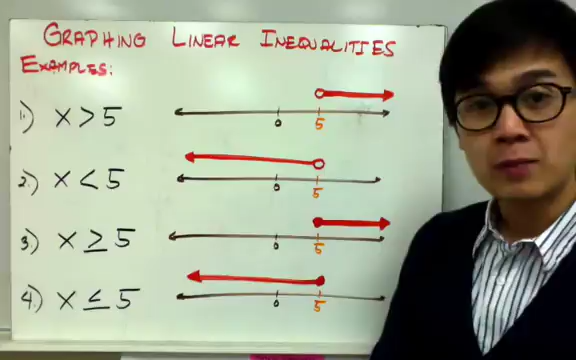 GRAPHING LINEAR INEQUALITIES
EXAMPLES:
1.) x > 5
0 5
2.) x < 5
0 5
3.) x ≥ 5
0 5
4.) x ≤ 5
0 5